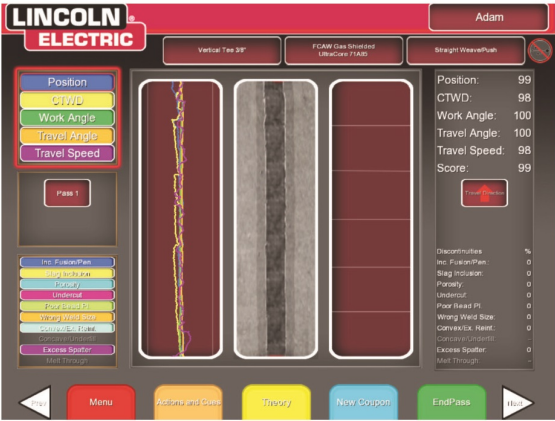 LINCOLN
ELECTRIC
Adam
Vertical Tee 3/8"
FCAW Gas Shielded
UltraCore 71A85
Straight Weave/Push
Position
CTWD
Work Angle
Travel Angle
Travel Speed
Pass 1
Inc. Fusion/Pen.
Slag Inclusion
Porosity
Undercut
Poor Bead Pl
Wrong Weld Size
Convex/Ex. Reinf.
Concave/Underfill
Excess Spatter
Melt Through
Position: 99
CTWD: 98
Work Angle: 100
Travel Angle: 100
Travel Speed: 98
Score: 99
Travel Direction
Discontinuities %
Inc. Fusion/Pen.: 0
Slag Inclusion: 0
Porosity: 0
Undercut 0
Poor Bead Pl 0
Wrong Weld Size: 0
Convex/Ex. Reinf.: 0
Concave/Underfill -
Excess Spatter: 0
Melt Through: -
Prev
Menu
Actions and Cues
Theory
New Coupon
EndPass
Next